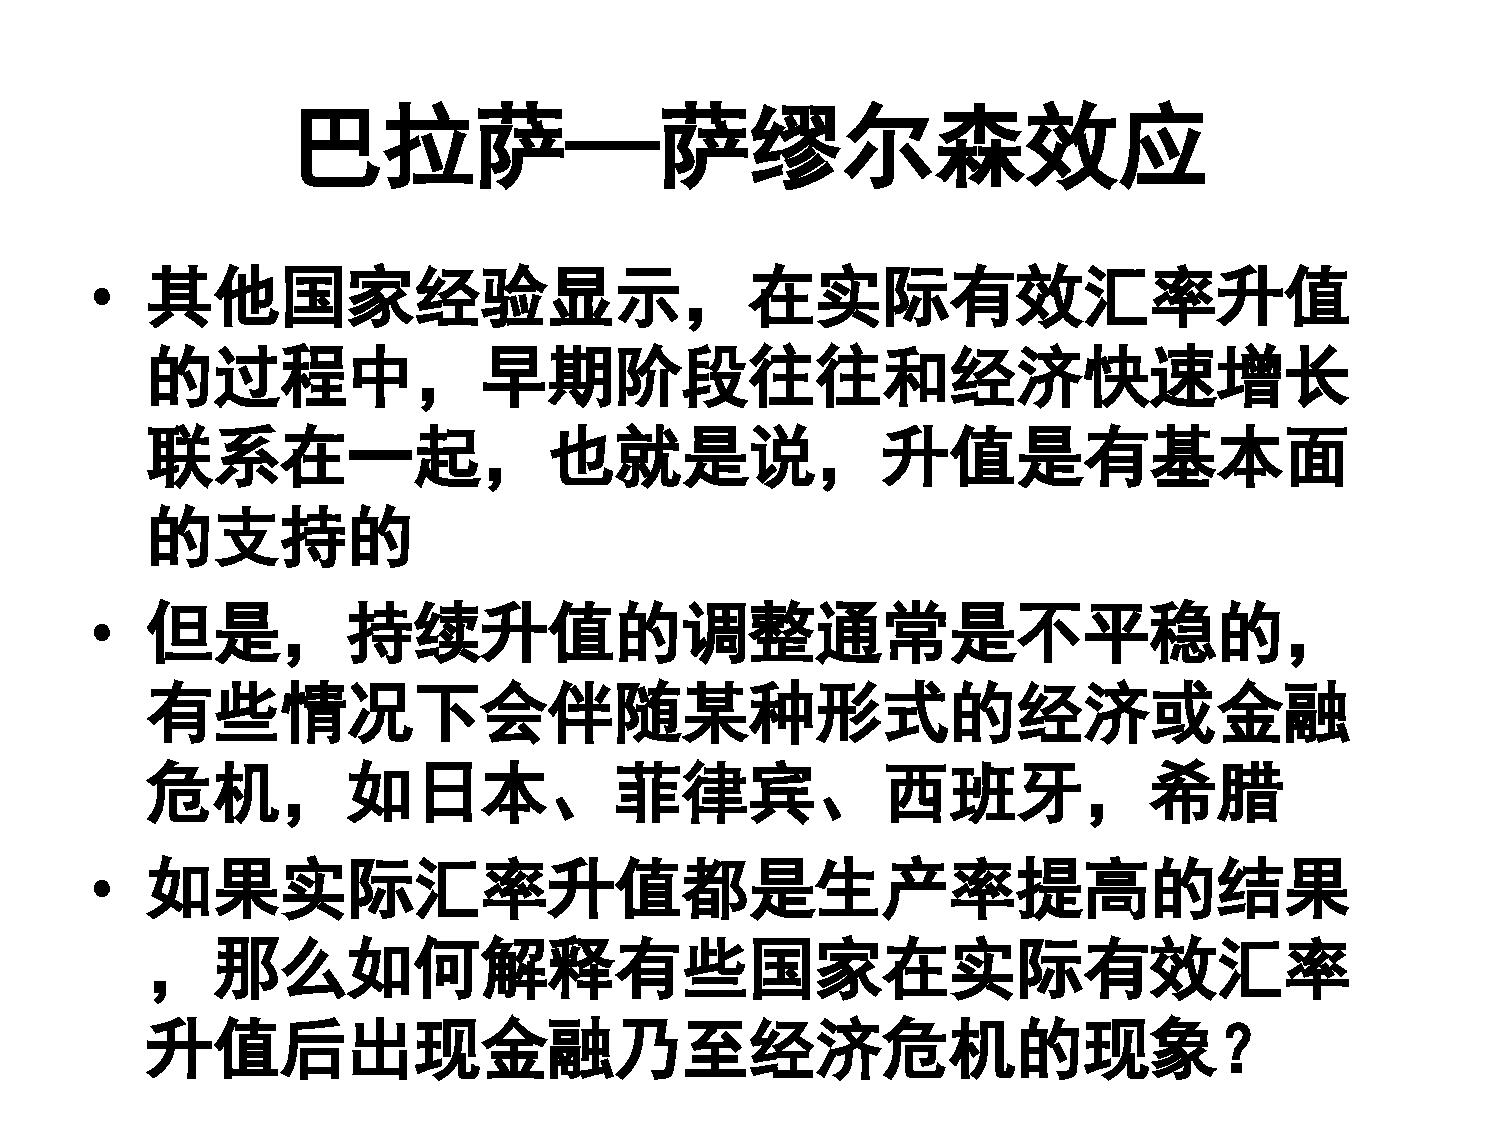 巴拉萨—萨缪尔森效应
• 其他国家经验显示，在实际有效汇率升值
的过程中，早期阶段往往和经济快速增长
联系在一起，也就是说，升值是有基本面
的支持的
• 但是，持续升值的调整通常是不平稳的，
有些情况下会伴随某种形式的经济或金融
危机，如日本、菲律宾、西班牙，希腊
• 如果实际汇率升值都是生产率提高的结果
，那么如何解释有些国家在实际有效汇率
升值后出现金融乃至经济危机的现象？